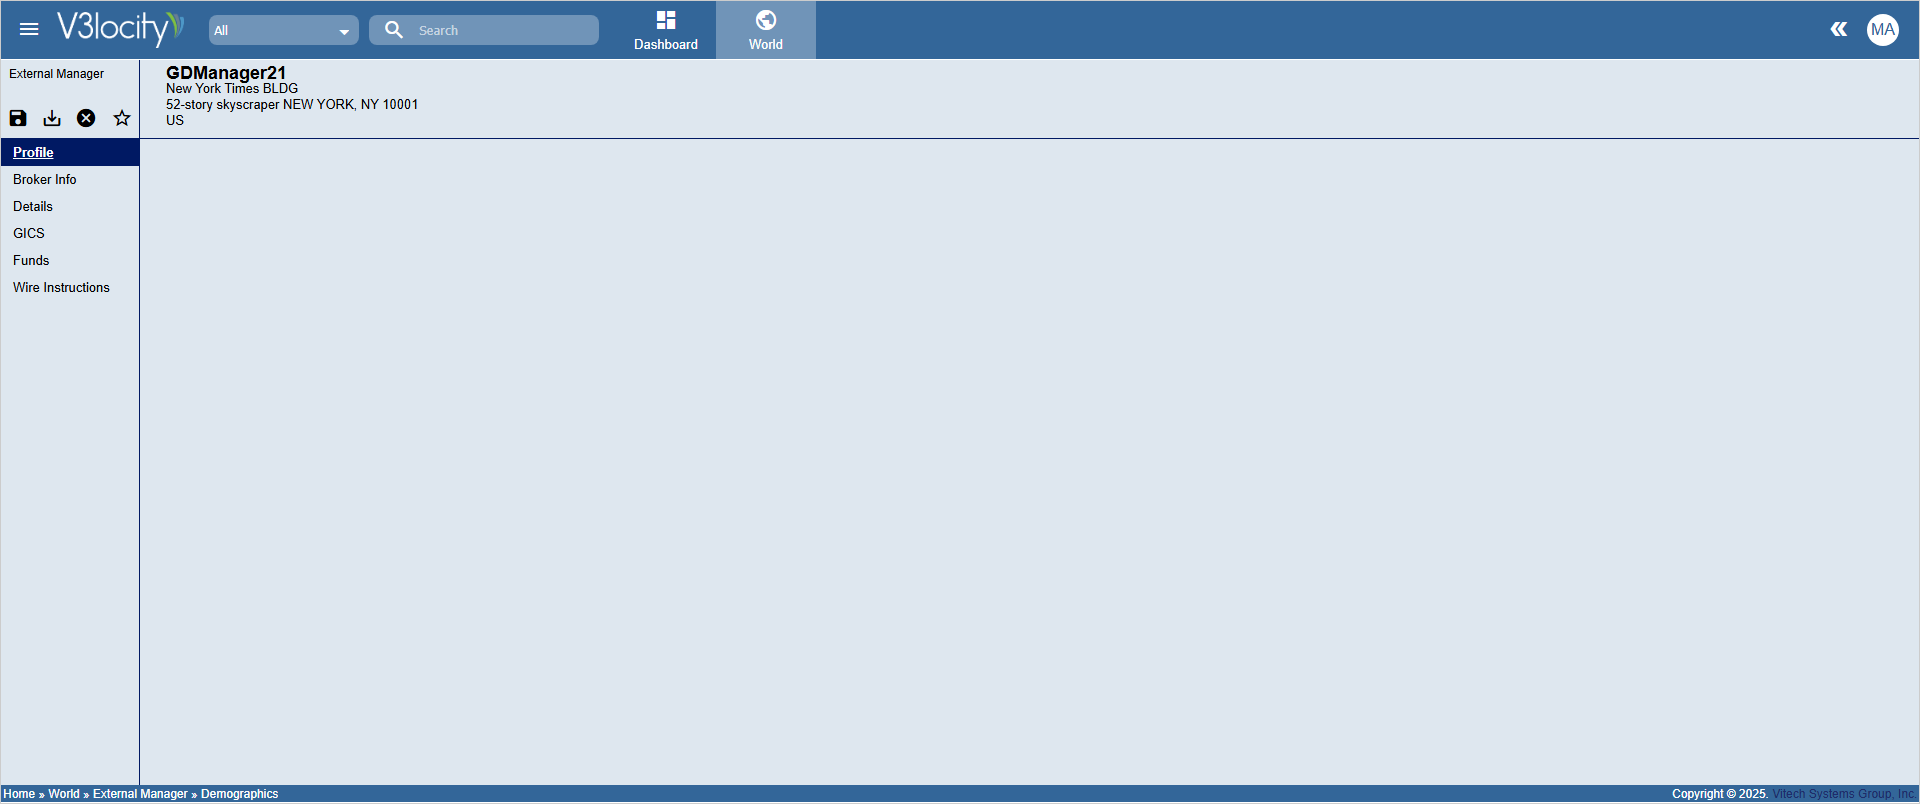 V3locity
All
Search
Dashboard
World
MA
External Manager
GDManager21
New York Times BLDG
52-story skyscraper NEW YORK, NY 10001
US
Profile
Broker Info
Details
GICS
Funds
Wire Instructions
Home » World » External Manager » Demographics
Copyright © 2025. Vitech Systems Group, Inc.